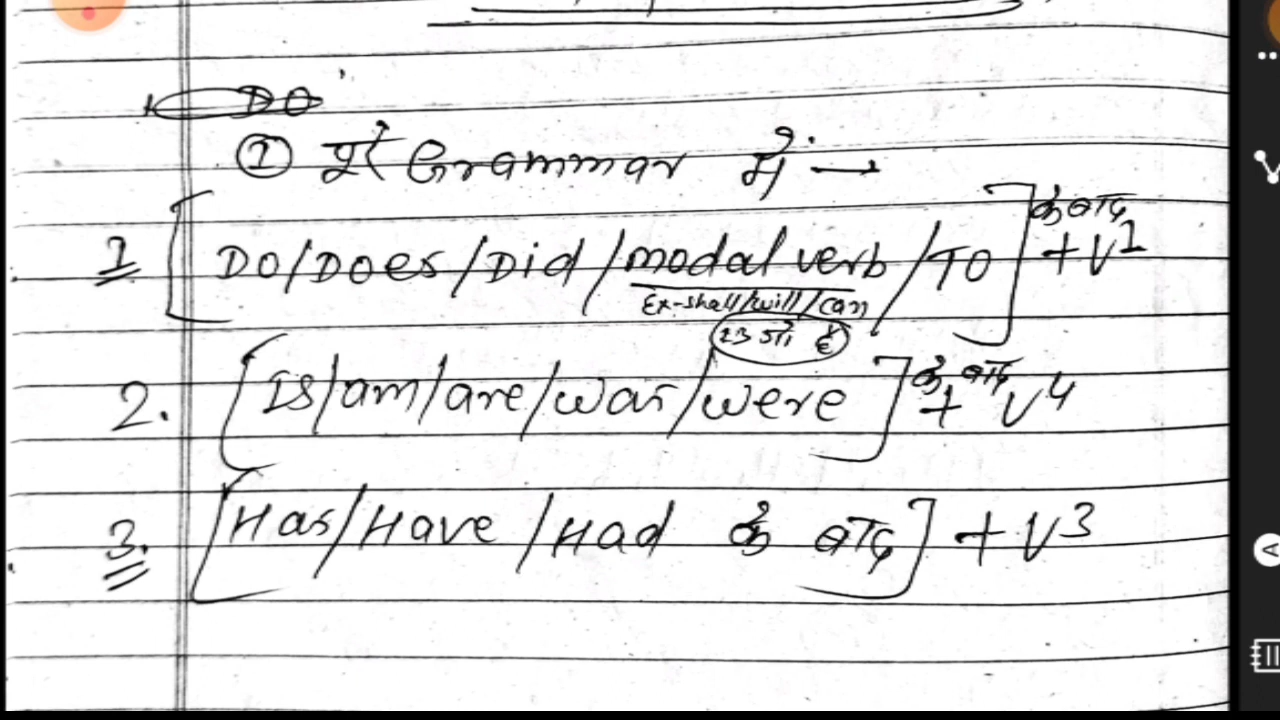 DO
① पूरे Grammar में →
1 [DO/Does/Did/modal verb/TO] के बाद + V1
Ex-shall/will/can
23 होते हैं
2. [Is/am/are/was/were] के बाद + V4
3. [Has/Have/Had के बाद] + V3